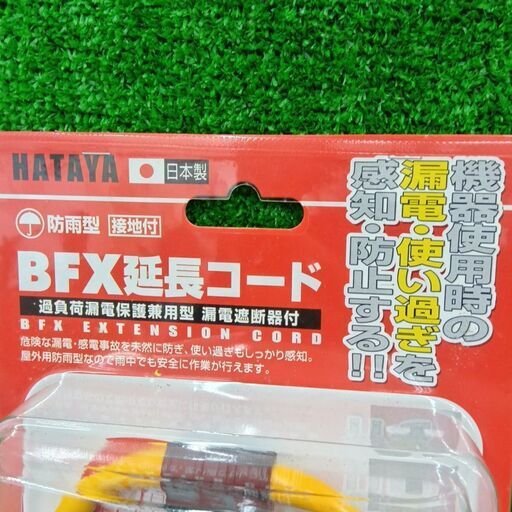 HATAYA
日本製
防雨型 接地付
BFX延長コード
過負荷漏電保護兼用型 漏電遮断器付
BFX EXTENSION CORD
危険な漏電・感電事故を未然に防ぎ、使い過ぎもしっかり感知。
屋外用防雨型なので雨中でも安全に作業が行えます。
機器使用時の
漏電・使い過ぎを
感知・防止する!!